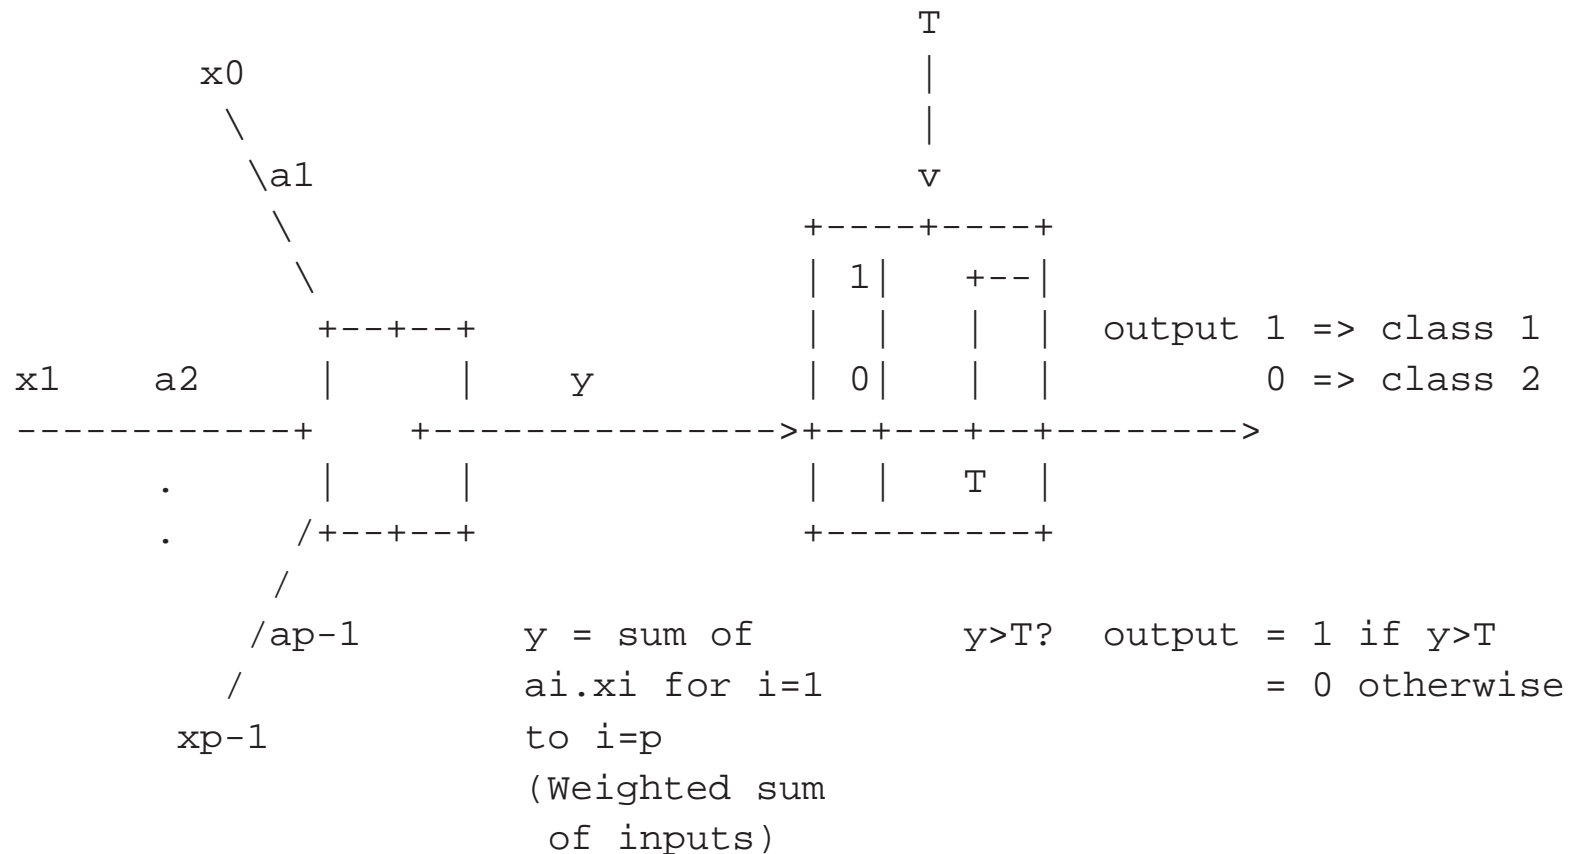 T
x0 |
\ |
\a1 v
\ +----+----+
\ | 1| +--|
+--+--+ | | | | output 1 => class 1
x1 a2 | | y | 0| | | 0 => class 2
------------+ +--------------->+--+---+--+-------->
. | | | | T |
. /+--+--+ +---------+
/
/ap-1 y = sum of y>T? output = 1 if y>T
/ ai.xi for i=1 = 0 otherwise
xp-1 to i=p
(Weighted sum
of inputs)